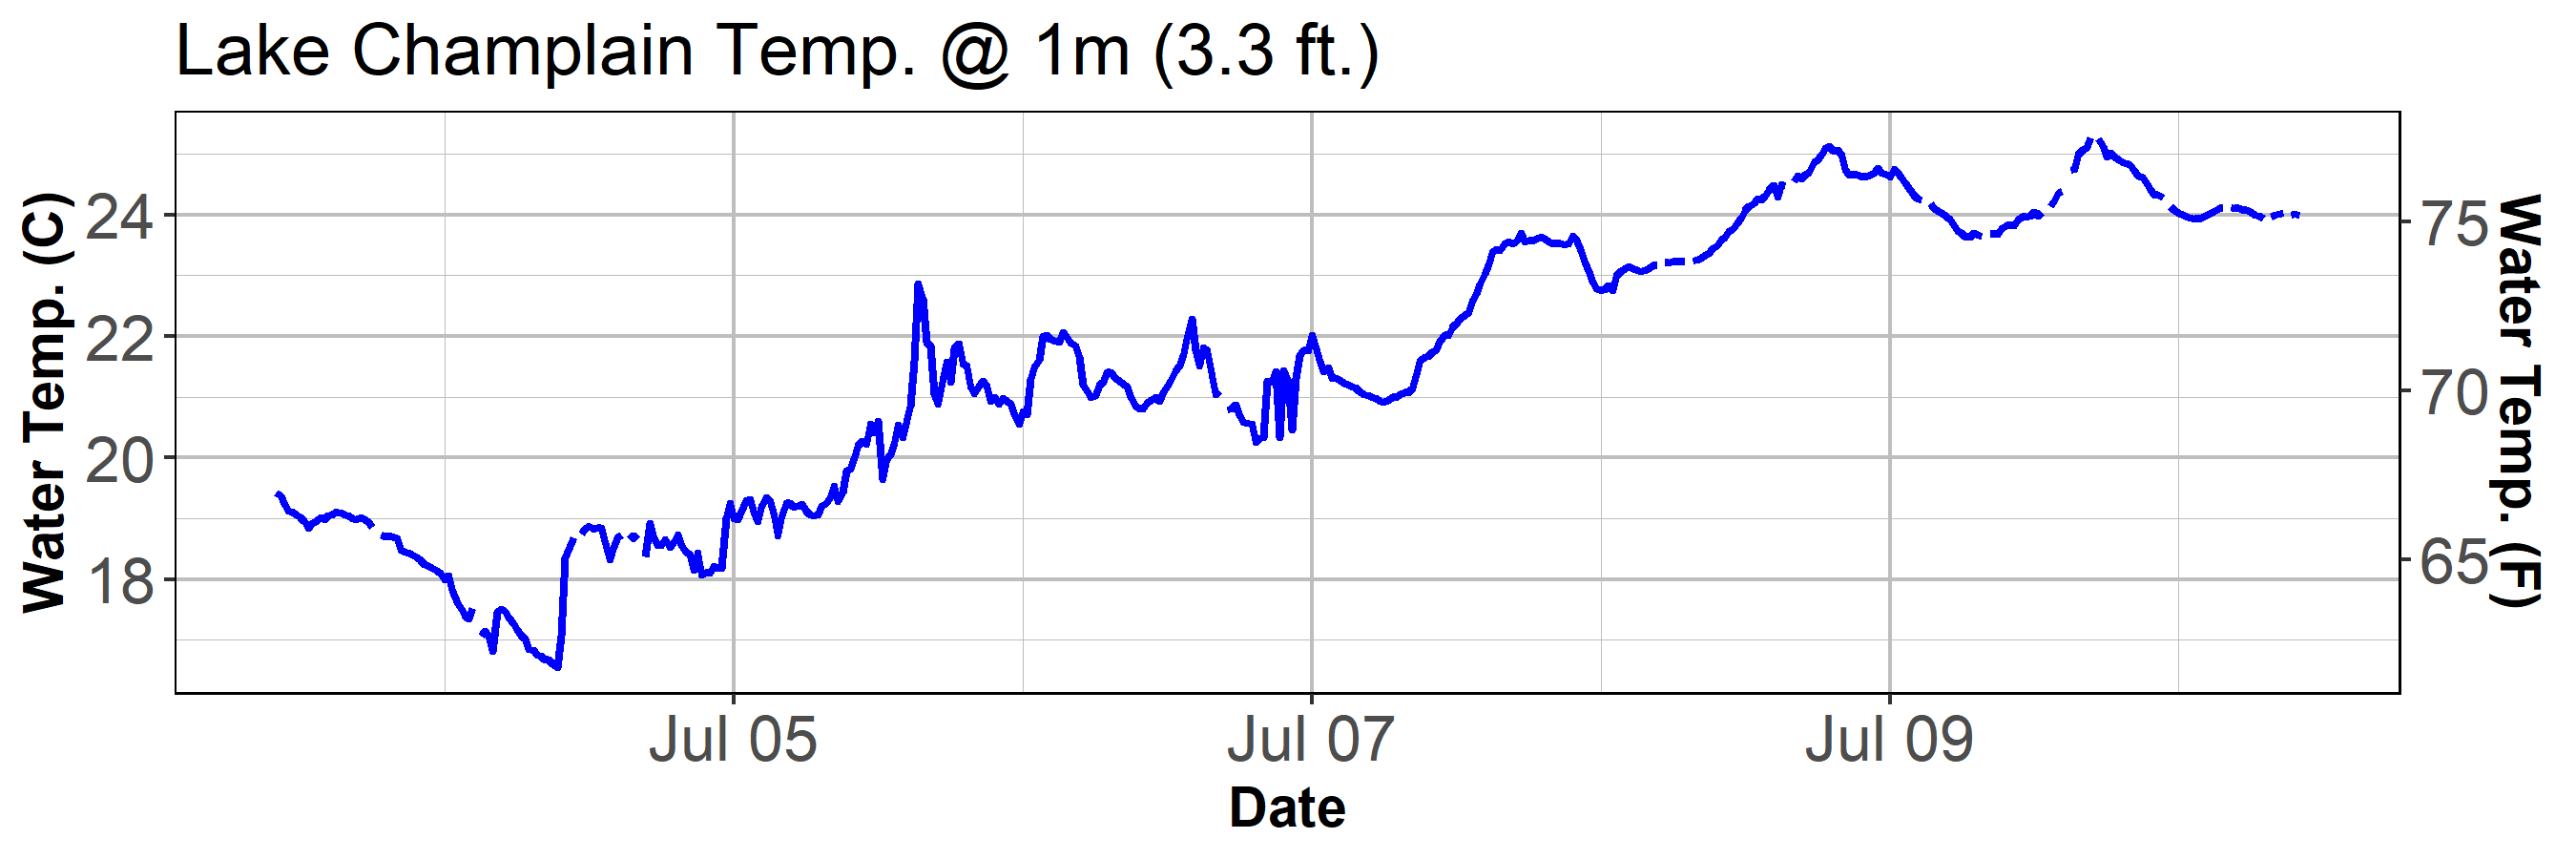 Lake Champlain Temp. @ 1m (3.3 ft.)
Water Temp. (C)
24
22
20
18
75
70
65
Water Temp. (F)
Jul 05 Jul 07 Jul 09
Date